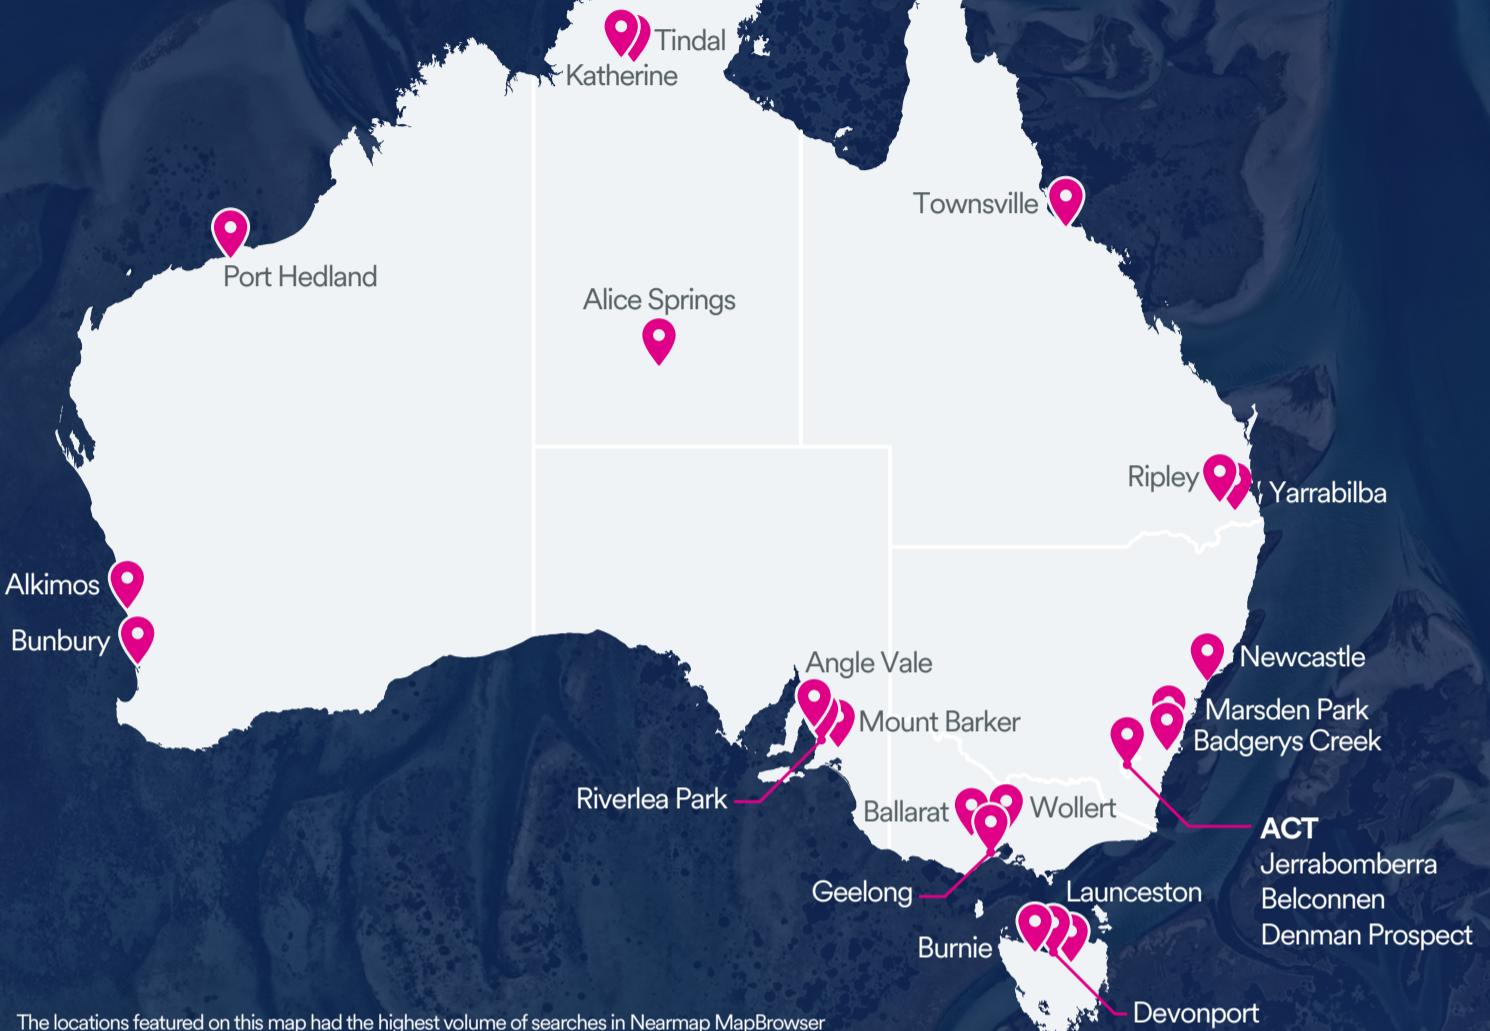 Tindal
Katherine
Townsville
Port Hedland
Alice Springs
Ripley
Yarrabilba
Alkimos
Bunbury
Newcastle
Angle Vale
Marsden Park
Mount Barker
Badgerys Creek
Riverlea Park
Ballarat
Wollert
ACT
Jerrabomberra
Belconnen
Denman Prospect
Geelong
Launceston
Burnie
Devonport
The locations featured on this map had the highest volume of searches in Nearmap MapBrowser